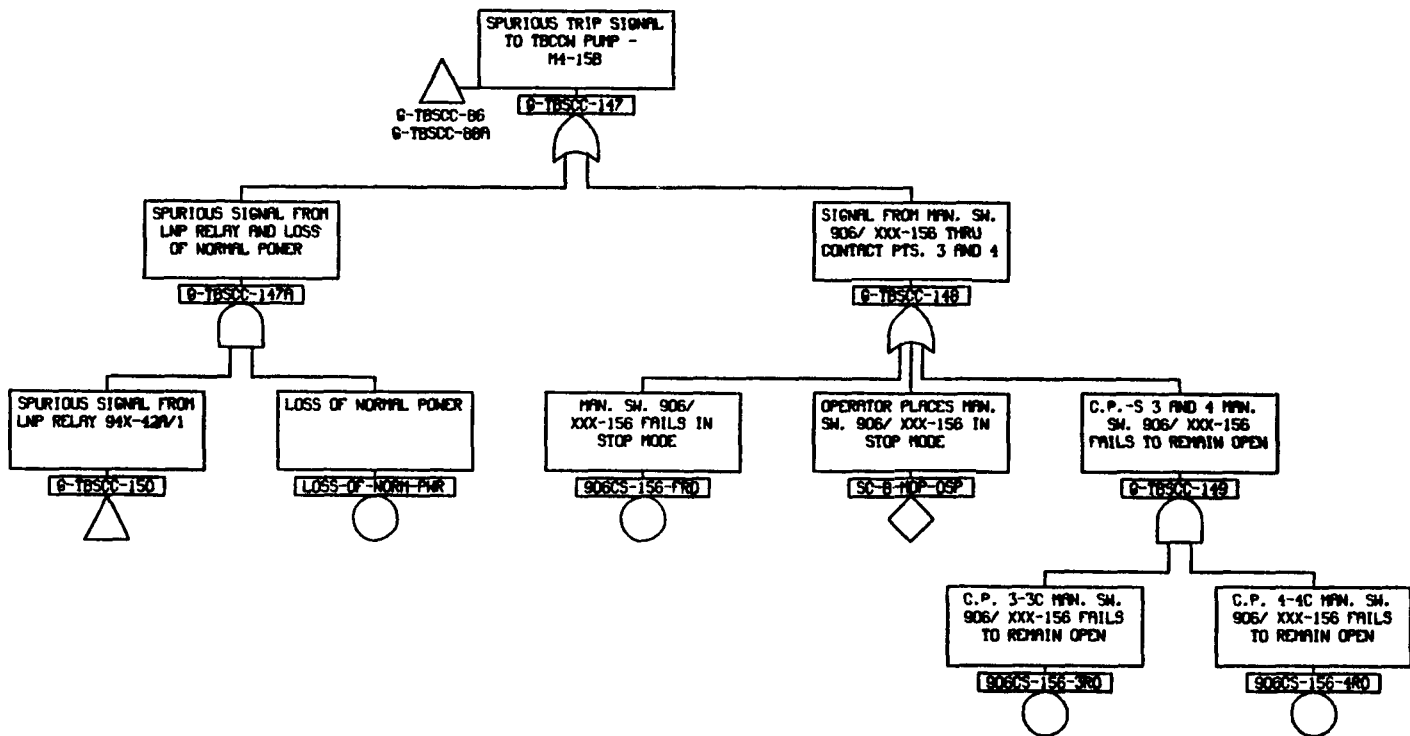 SPURIOUS TRIP SIGNAL
TO TBCCW PUMP -
M4-15B
G-TBSCC-147
G-TBSCC-86
G-TBSCC-88A
SPURIOUS SIGNAL FROM
LNP RELAY AND LOSS
OF NORMAL POWER
G-TBSCC-147A
SIGNAL FROM MAN. SW.
906/ XXX-156 THRU
CONTACT PTS. 3 AND 4
G-TBSCC-148
SPURIOUS SIGNAL FROM
LNP RELAY 94X-42A/1
G-TBSCC-150
LOSS OF NORMAL POWER
LOSS-OF-NORM-PWR
MAN. SW. 906/
XXX-156 FAILS IN
STOP MODE
906CS-156-FRO
OPERATOR PLACES MAN.
SW. 906/ XXX-156 IN
STOP MODE
SC-B-MOP-OSP
C.P.-S 3 AND 4 MAN.
SW. 906/ XXX-156
FAILS TO REMAIN OPEN
G-TBSCC-149
C.P. 3-3C MAN. SW.
906/ XXX-156 FAILS
TO REMAIN OPEN
906CS-156-3RO
C.P. 4-4C MAN. SW.
906/ XXX-156 FAILS
TO REMAIN OPEN
906CS-156-4RO